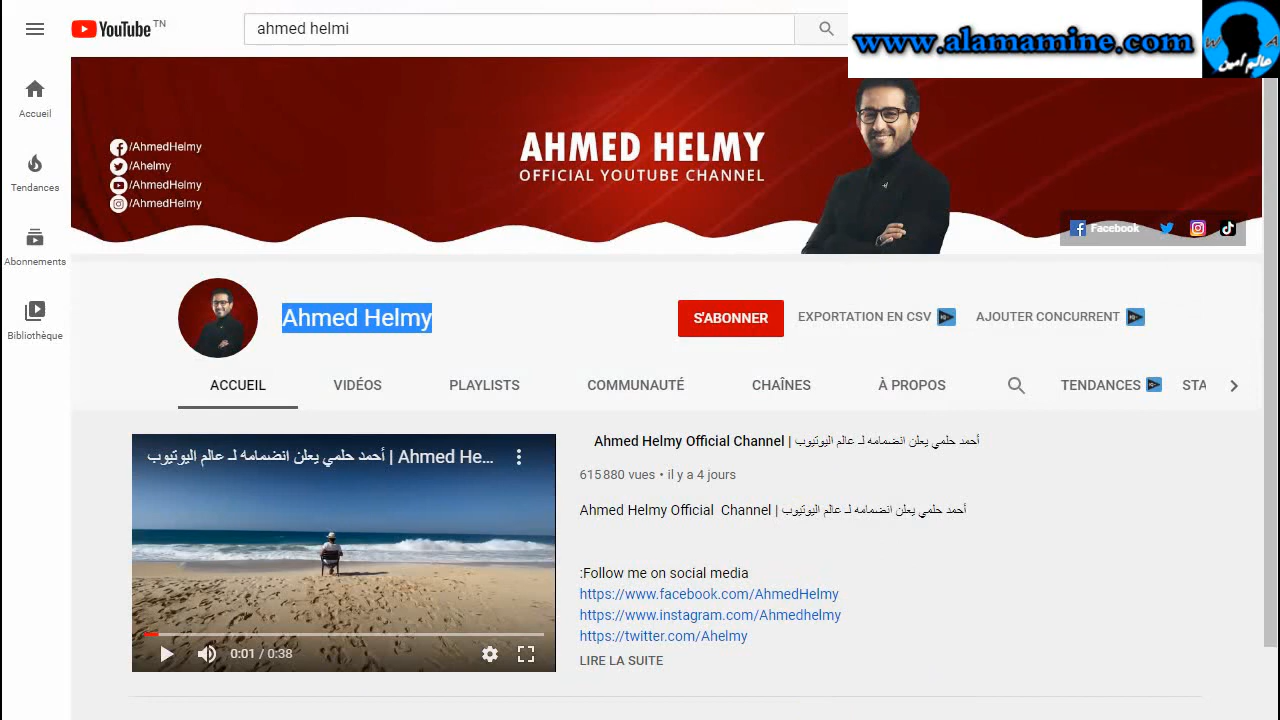 YouTube TN
ahmed helmi
www.alamamine.com
W A
عالم أمين
Accueil
Tendances
Abonnements
Bibliothèque
/AhmedHelmy
/Ahelmy
/AhmedHelmy
/AhmedHelmy
AHMED HELMY
OFFICIAL YOUTUBE CHANNEL
Facebook
Ahmed Helmy
S'ABONNER
EXPORTATION EN CSV
AJOUTER CONCURRENT
ACCUEIL
VIDÉOS
PLAYLISTS
COMMUNAUTÉ
CHAÎNES
À PROPOS
TENDANCES
STA
أحمد حلمي يعلن انضمامه لـ عالم اليوتيوب | Ahmed He...
0:01 / 0:38
Ahmed Helmy Official Channel | أحمد حلمي يعلن انضمامه لـ عالم اليوتيوب
615 880 vues • il y a 4 jours
Ahmed Helmy Official Channel | أحمد حلمي يعلن انضمامه لـ عالم اليوتيوب
:Follow me on social media
https://www.facebook.com/AhmedHelmy
https://www.instagram.com/Ahmedhelmy
https://twitter.com/Ahelmy
LIRE LA SUITE